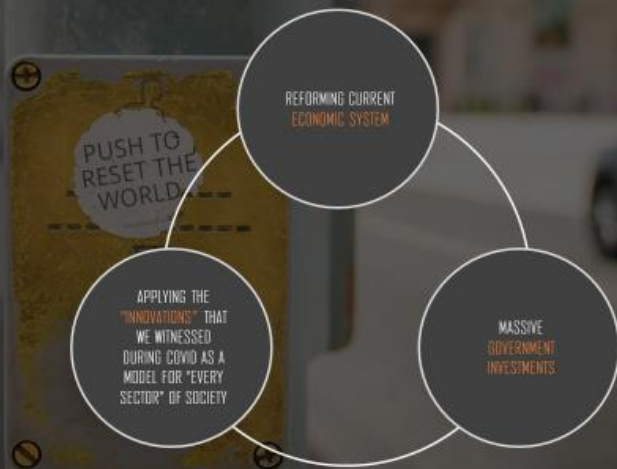 REFORMING CURRENT
ECONOMIC SYSTEM
PUSH TO
RESET THE
WORLD
APPLYING THE
"INNOVATIONS" THAT
WE WITNESSED
DURING COVID AS A
MODEL FOR "EVERY
SECTOR" OF SOCIETY
MASSIVE
GOVERNMENT
INVESTMENTS